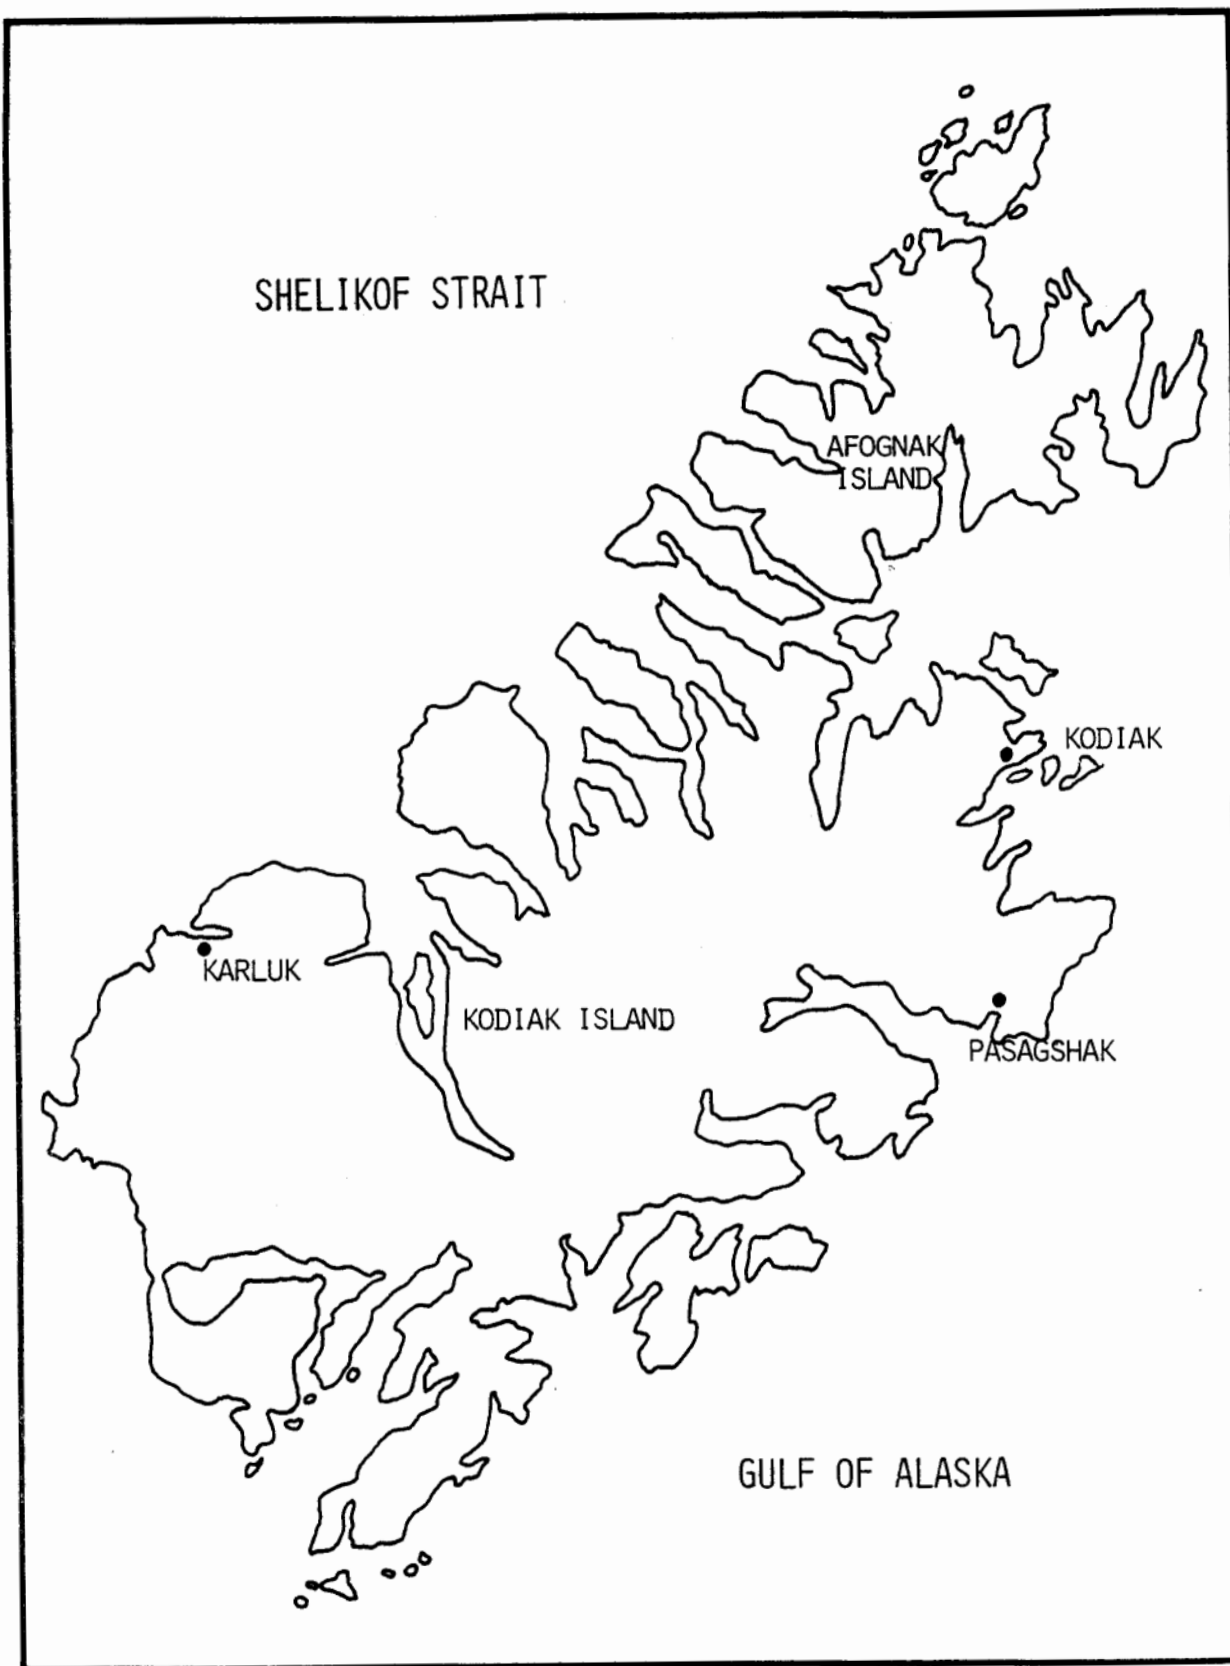 SHELIKOF STRAIT
AFOGNAK
ISLAND
KODIAK
KARLUK
KODIAK ISLAND
PASAGSHAK
GULF OF ALASKA